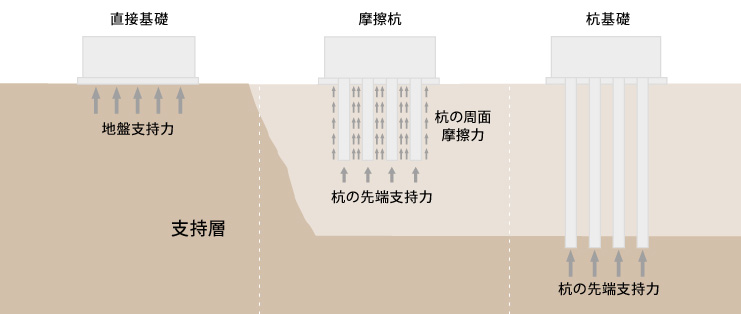 直接基礎
摩擦杭
杭基礎
地盤支持力
杭の周面
摩擦力
杭の先端支持力
支持層
杭の先端支持力